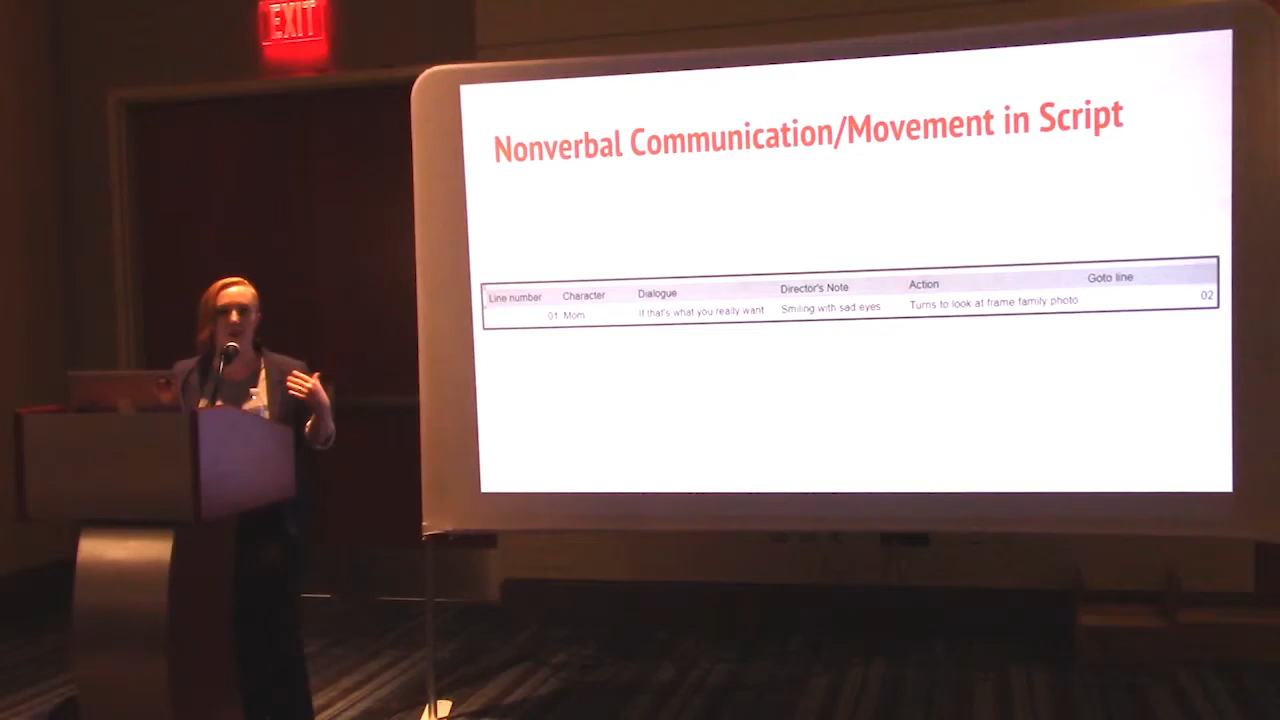 EXIT
Nonverbal Communication/Movement in Script
Line number Character Dialogue Director's Note Action Goto line
01 Mom If that's what you really want Smiling with sad eyes Turns to look at frame family photo 02